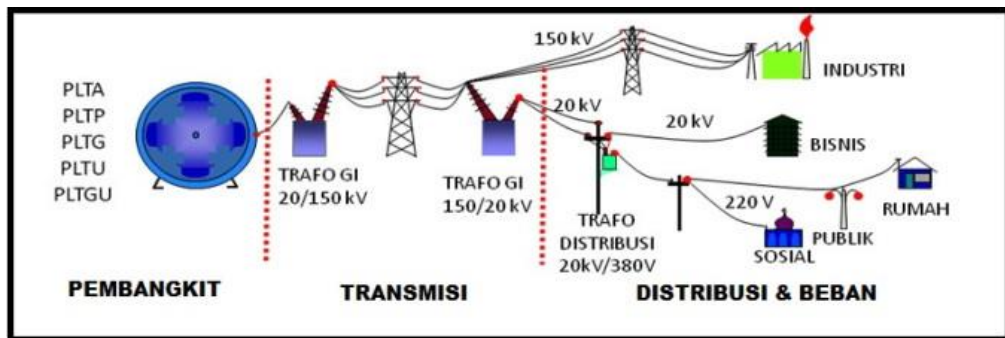 PLTA
PLTP
PLTG
PLTU
PLTGU
TRAFO GI
20/150 kV
TRAFO GI
150/20 kV
150 kV
INDUSTRI
20 kV
20 kV
BISNIS
TRAFO
DISTRIBUSI
20kV/380V
220 V
RUMAH
PUBLIK
SOSIAL
PEMBANGKIT
TRANSMISI
DISTRIBUSI & BEBAN